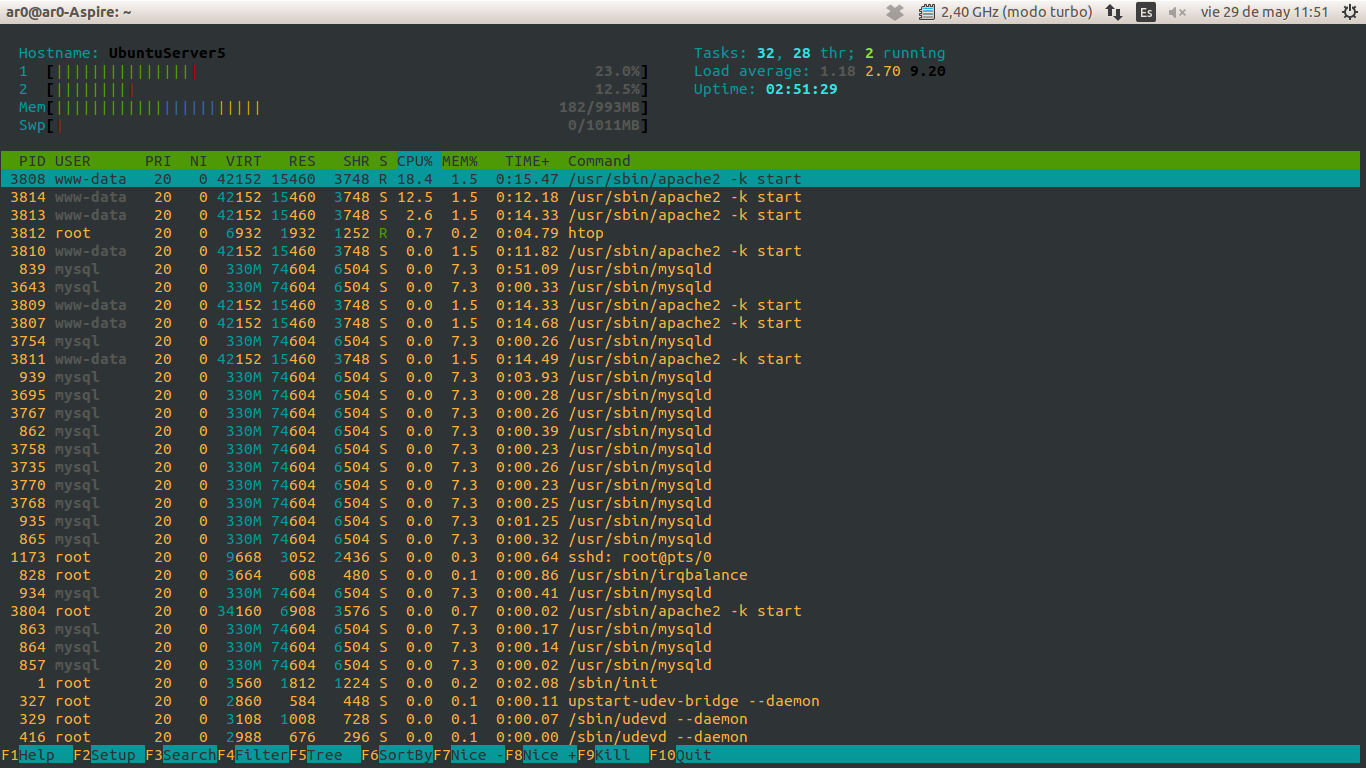 ar0@ar0-Aspire: ~ 2,40 GHz (modo turbo) Es vie 29 de may 11:51
Hostname: UbuntuServer5 Tasks: 32, 28 thr; 2 running
1 [|||||||||||||||| 23.0%] Load average: 1.18 2.70 9.20
2 [||||||||| 12.5%] Uptime: 02:51:29
Mem[||||||||||||||||||||||| 182/993MB]
Swp[| 0/1011MB]
PID USER PRI NI VIRT RES SHR S CPU% MEM% TIME+ Command
3808 www-data 20 0 42152 15460 3748 R 18.4 1.5 0:15.47 /usr/sbin/apache2 -k start
3814 www-data 20 0 42152 15460 3748 S 12.5 1.5 0:12.18 /usr/sbin/apache2 -k start
3813 www-data 20 0 42152 15460 3748 S 2.6 1.5 0:14.33 /usr/sbin/apache2 -k start
3812 root 20 0 6932 1932 1252 R 0.7 0.2 0:04.79 htop
3810 www-data 20 0 42152 15460 3748 S 0.0 1.5 0:11.82 /usr/sbin/apache2 -k start
839 mysql 20 0 330M 74604 6504 S 0.0 7.3 0:51.09 /usr/sbin/mysqld
3643 mysql 20 0 330M 74604 6504 S 0.0 7.3 0:00.33 /usr/sbin/mysqld
3809 www-data 20 0 42152 15460 3748 S 0.0 1.5 0:14.33 /usr/sbin/apache2 -k start
3807 www-data 20 0 42152 15460 3748 S 0.0 1.5 0:14.68 /usr/sbin/apache2 -k start
3754 mysql 20 0 330M 74604 6504 S 0.0 7.3 0:00.26 /usr/sbin/mysqld
3811 www-data 20 0 42152 15460 3748 S 0.0 1.5 0:14.49 /usr/sbin/apache2 -k start
939 mysql 20 0 330M 74604 6504 S 0.0 7.3 0:03.93 /usr/sbin/mysqld
3695 mysql 20 0 330M 74604 6504 S 0.0 7.3 0:00.28 /usr/sbin/mysqld
3767 mysql 20 0 330M 74604 6504 S 0.0 7.3 0:00.26 /usr/sbin/mysqld
862 mysql 20 0 330M 74604 6504 S 0.0 7.3 0:00.39 /usr/sbin/mysqld
3758 mysql 20 0 330M 74604 6504 S 0.0 7.3 0:00.23 /usr/sbin/mysqld
3735 mysql 20 0 330M 74604 6504 S 0.0 7.3 0:00.26 /usr/sbin/mysqld
3770 mysql 20 0 330M 74604 6504 S 0.0 7.3 0:00.23 /usr/sbin/mysqld
3768 mysql 20 0 330M 74604 6504 S 0.0 7.3 0:00.25 /usr/sbin/mysqld
935 mysql 20 0 330M 74604 6504 S 0.0 7.3 0:01.25 /usr/sbin/mysqld
865 mysql 20 0 330M 74604 6504 S 0.0 7.3 0:00.32 /usr/sbin/mysqld
1173 root 20 0 9668 3052 2436 S 0.0 0.3 0:00.64 sshd: root@pts/0
828 root 20 0 3664 608 480 S 0.0 0.1 0:00.86 /usr/sbin/irqbalance
934 mysql 20 0 330M 74604 6504 S 0.0 7.3 0:00.41 /usr/sbin/mysqld
3804 root 20 0 34160 6908 3576 S 0.0 0.7 0:00.02 /usr/sbin/apache2 -k start
863 mysql 20 0 330M 74604 6504 S 0.0 7.3 0:00.17 /usr/sbin/mysqld
864 mysql 20 0 330M 74604 6504 S 0.0 7.3 0:00.14 /usr/sbin/mysqld
857 mysql 20 0 330M 74604 6504 S 0.0 7.3 0:00.02 /usr/sbin/mysqld
1 root 20 0 3560 1812 1224 S 0.0 0.2 0:02.08 /sbin/init
327 root 20 0 2860 584 448 S 0.0 0.1 0:00.11 upstart-udev-bridge --daemon
329 root 20 0 3108 1008 728 S 0.0 0.1 0:00.07 /sbin/udevd --daemon
416 root 20 0 2988 676 296 S 0.0 0.1 0:00.00 /sbin/udevd --daemon
F1Help F2Setup F3SearchF4FilterF5Tree F6SortByF7Nice -F8Nice +F9Kill F10Quit